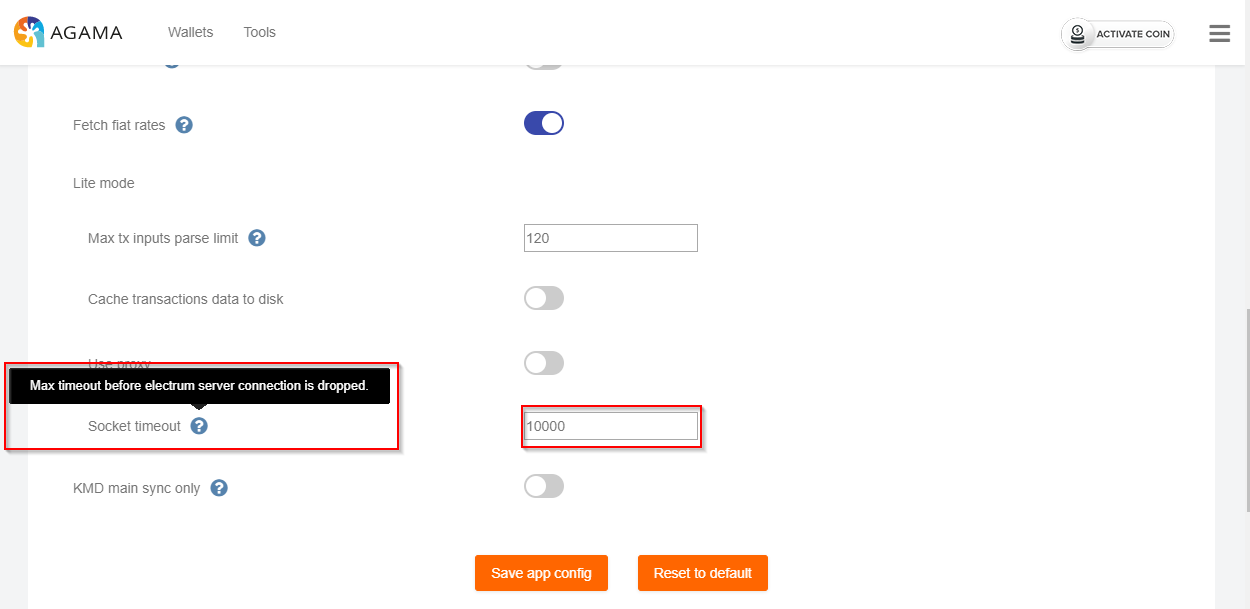 AGAMA
Wallets
Tools
ACTIVATE COIN
Fetch fiat rates ?
Lite mode
Max tx inputs parse limit ?
120
Cache transactions data to disk
Use proxy
Max timeout before electrum server connection is dropped.
Socket timeout ?
10000
KMD main sync only ?
Save app config
Reset to default